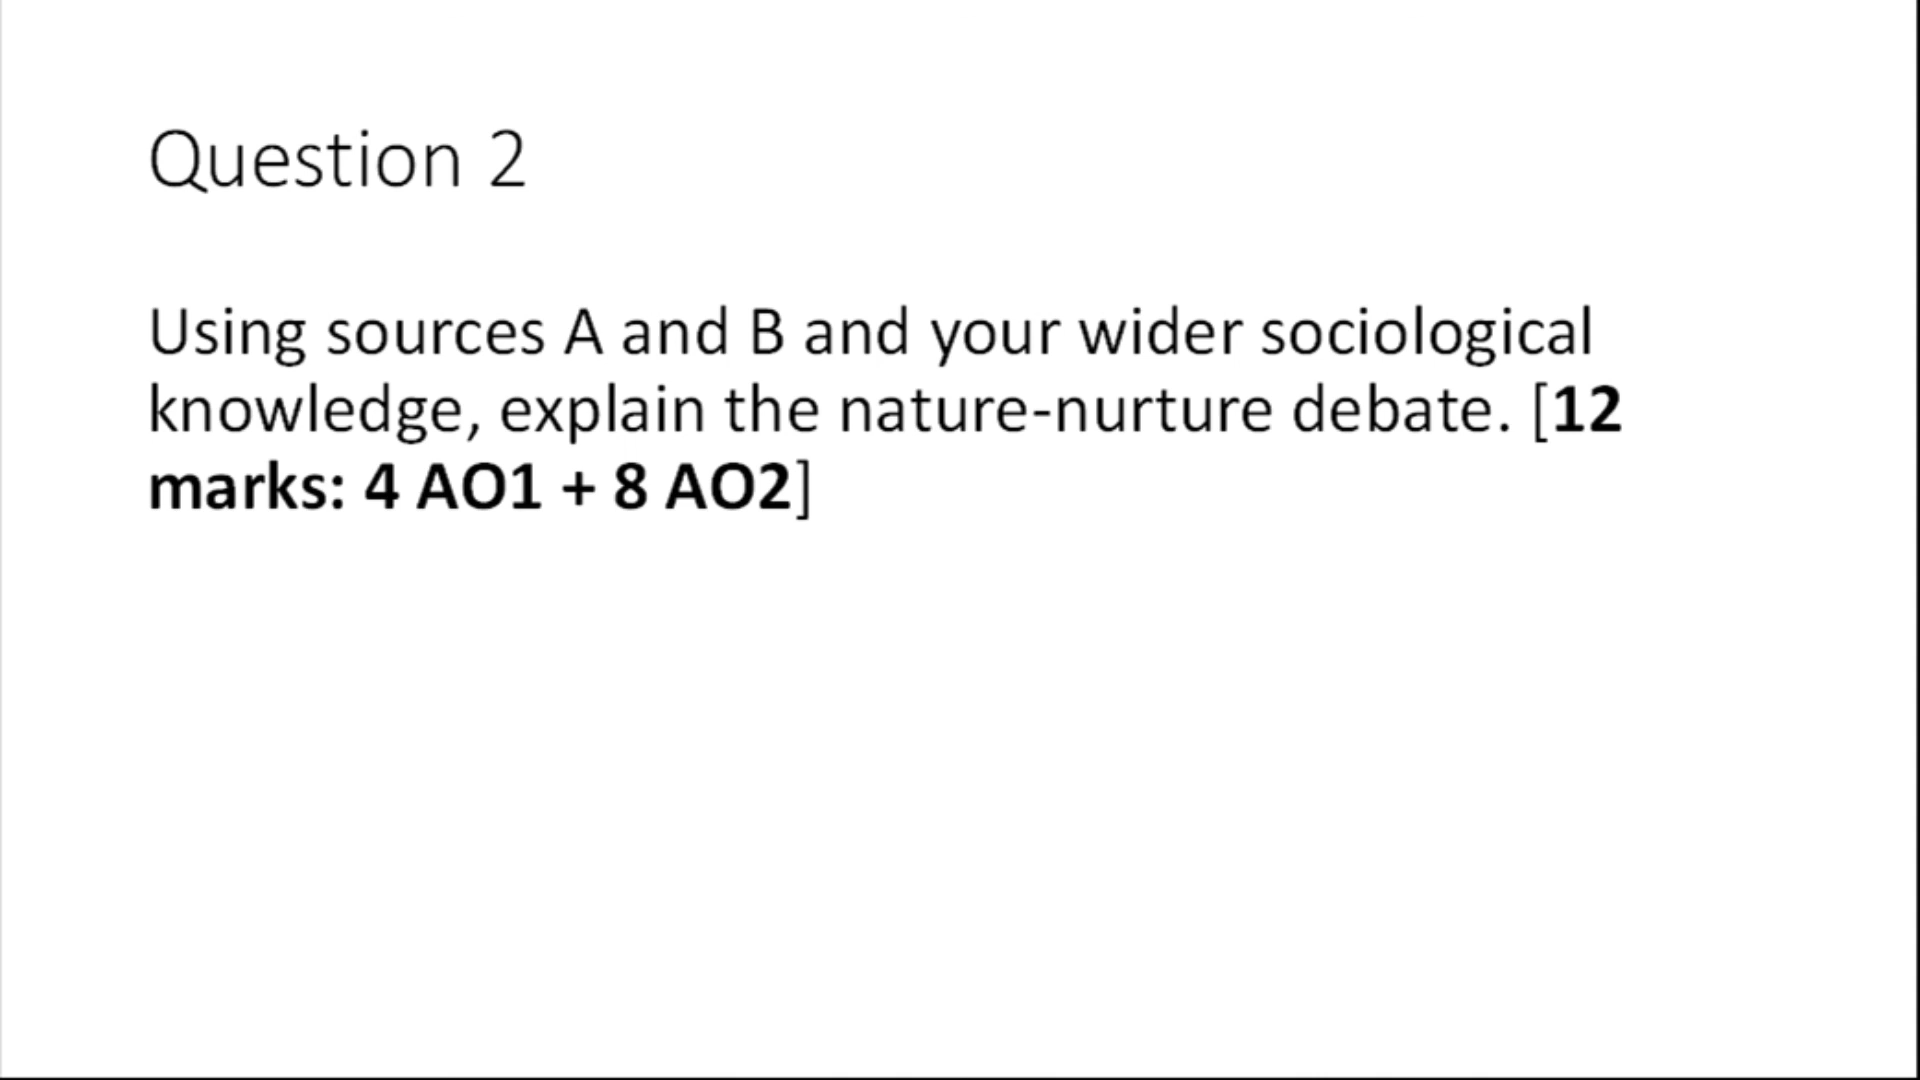 Question 2
Using sources A and B and your wider sociological
knowledge, explain the nature-nurture debate. [12
marks: 4 AO1 + 8 AO2]